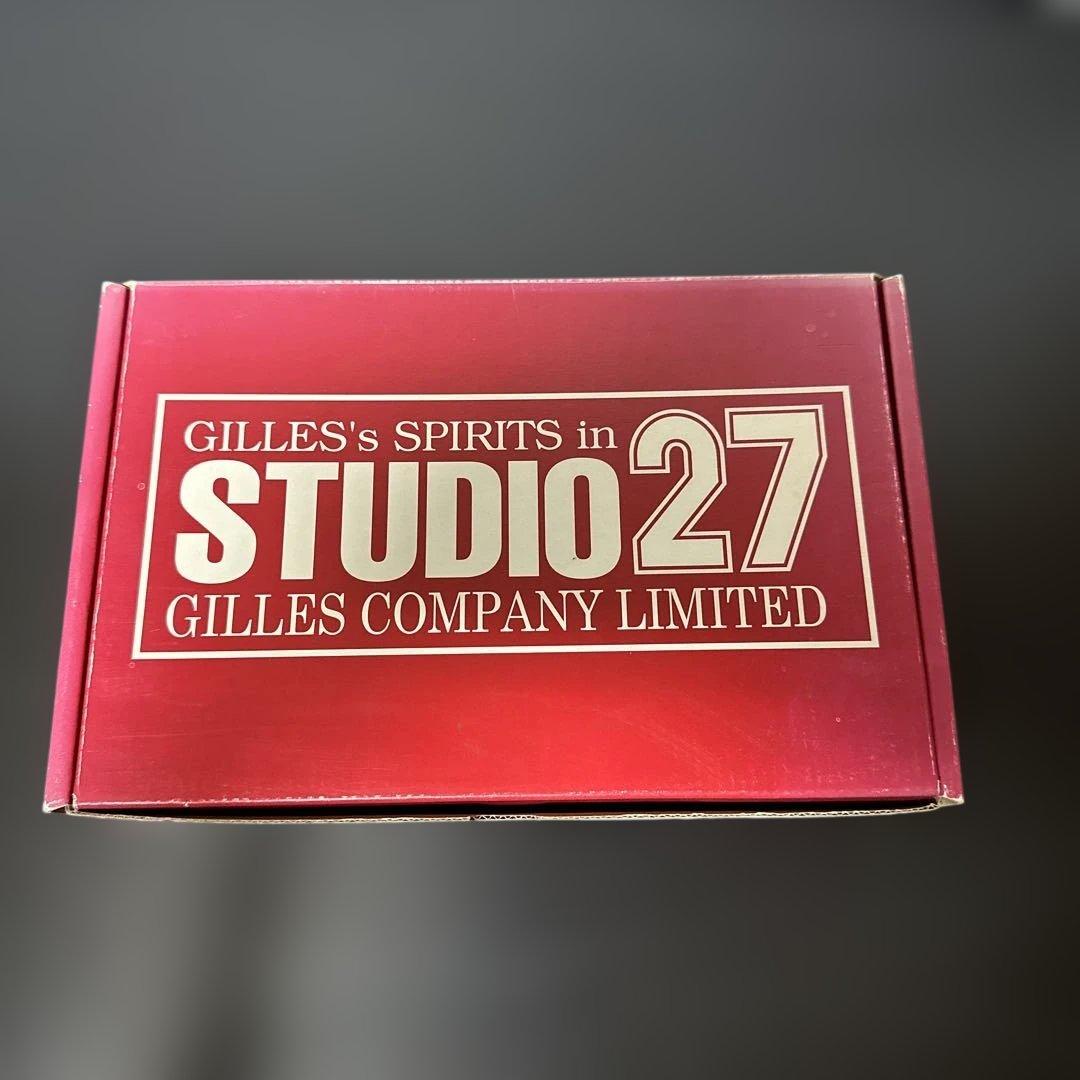 GILLES's SPIRITS in
STUDIO27
GILLES COMPANY LIMITED